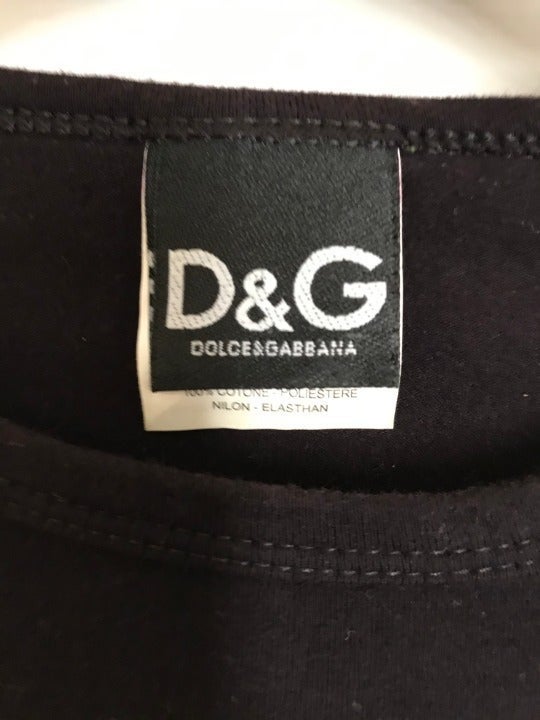 D&G
DOLCE&GABBANA
100% COTONE - POLIESTERE
NILON - ELASTHAN